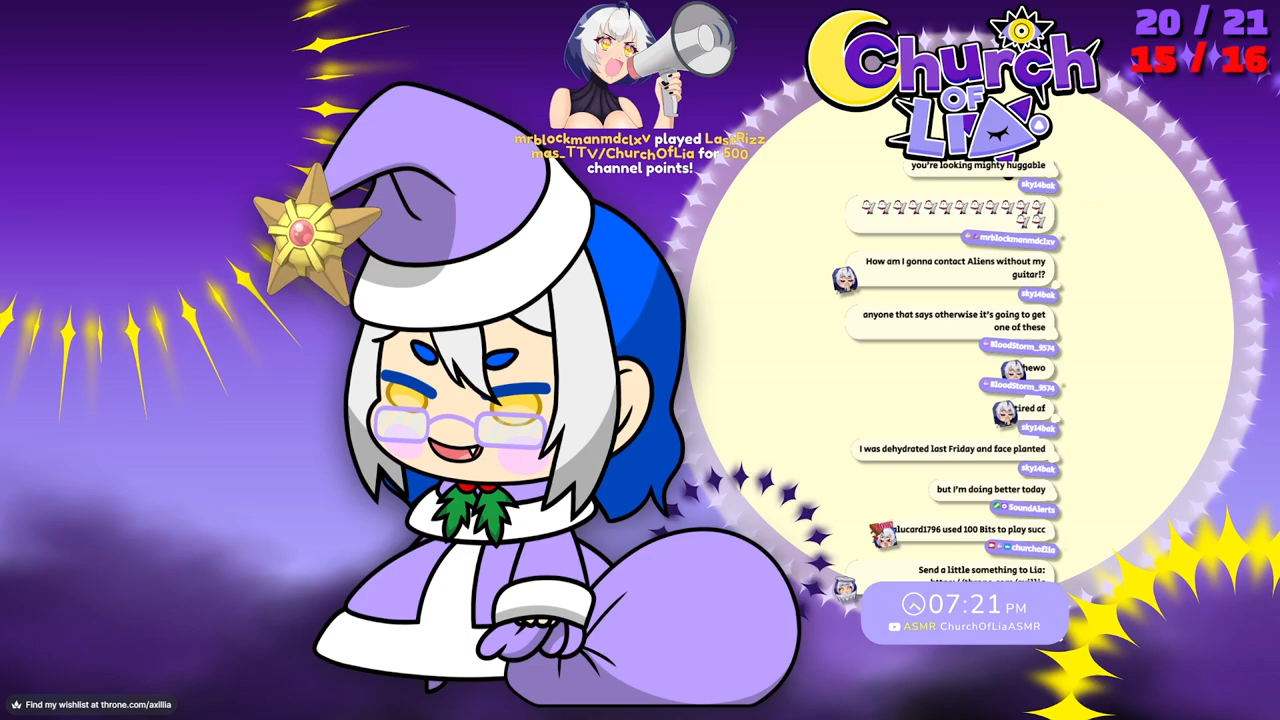 20 / 21
15 / 16
Church
OF
LIA
mrblockmanmdclxv played
mas_TTV/ChurchOfLia for 500
channel points!
you're looking mighty huggable
sky14bak
mrblockmanmdclxv
How am I gonna contact Aliens without my
guitar!?
sky14bak
anyone that says otherwise it's going to get
one of these
BloodStorm_9574
hewo
BloodStorm_9574
tired af
sky14bak
I was dehydrated last Friday and face planted
sky14bak
but I'm doing better today
SoundAlerts
alucard1796 used 100 Bits to play succ
churchoflia
Send a little something to Lia:
07:21 PM
ASMR ChurchOfLiaASMR
Find my wishlist at throne.com/axillia